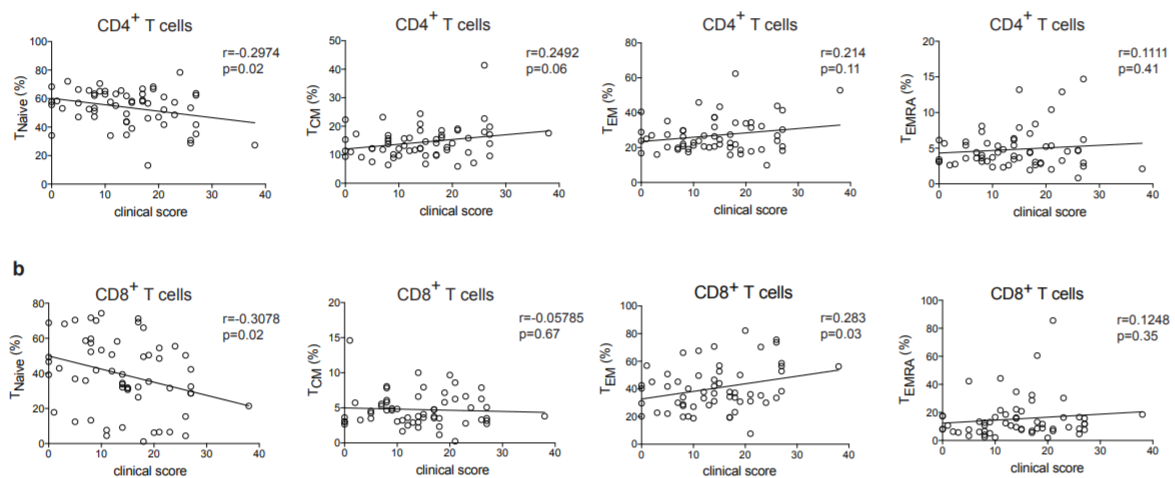 CD4+ T cells
r=-0.2974
p=0.02
TNaive (%)
100
80
60
40
20
0
0 10 20 30 40
clinical score
CD4+ T cells
r=0.2492
p=0.06
TCM (%)
50
40
30
20
10
0
0 10 20 30 40
clinical score
CD4+ T cells
r=0.214
p=0.11
TEM (%)
80
60
40
20
0
0 10 20 30 40
clinical score
CD4+ T cells
r=0.1111
p=0.41
TEMRA (%)
20
15
10
5
0
0 10 20 30 40
clinical score
b
CD8+ T cells
r=-0.3078
p=0.02
TNaive (%)
80
60
40
20
0
0 10 20 30 40
clinical score
CD8+ T cells
r=-0.05785
p=0.67
TCM (%)
20
15
10
5
0
0 10 20 30 40
clinical score
CD8+ T cells
r=0.283
p=0.03
TEM (%)
100
80
60
40
20
0
0 10 20 30 40
clinical score
CD8+ T cells
r=0.1248
p=0.35
TEMRA (%)
100
80
60
40
20
0
0 10 20 30 40
clinical score